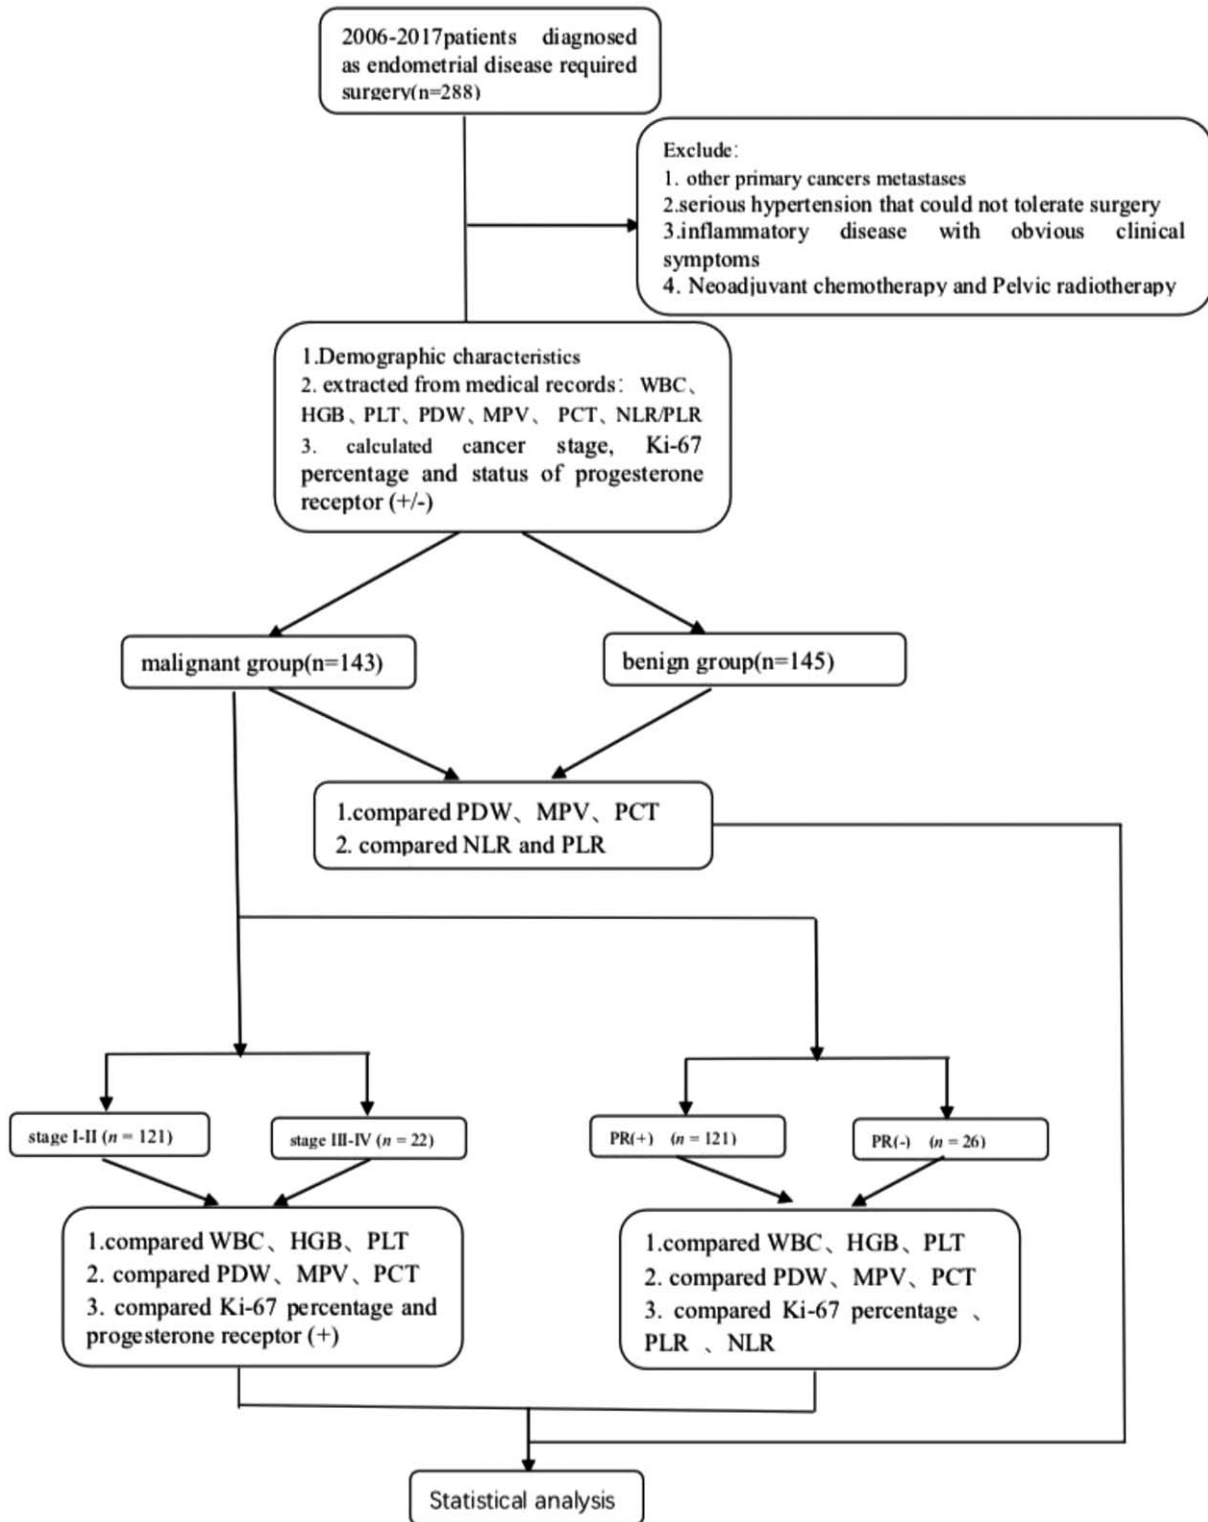 2006-2017patients diagnosed
as endometrial disease required
surgery(n=288)
Exclude:
1. other primary cancers metastases
2.serious hypertension that could not tolerate surgery
3.inflammatory disease with obvious clinical
symptoms
4. Neoadjuvant chemotherapy and Pelvic radiotherapy
1.Demographic characteristics
2. extracted from medical records: WBC、
HGB、PLT、PDW、MPV、 PCT、NLR/PLR
3. calculated cancer stage, Ki-67
percentage and status of progesterone
receptor (+/-)
malignant group(n=143)
benign group(n=145)
1.compared PDW、MPV、PCT
2. compared NLR and PLR
stage I-II (n = 121)
stage III-IV (n = 22)
PR(+) (n = 121)
PR(-) (n = 26)
1.compared WBC、HGB、PLT
2. compared PDW、MPV、PCT
3. compared Ki-67 percentage and
progesterone receptor (+)
1.compared WBC、HGB、PLT
2. compared PDW、MPV、PCT
3. compared Ki-67 percentage 、
PLR 、NLR
Statistical analysis